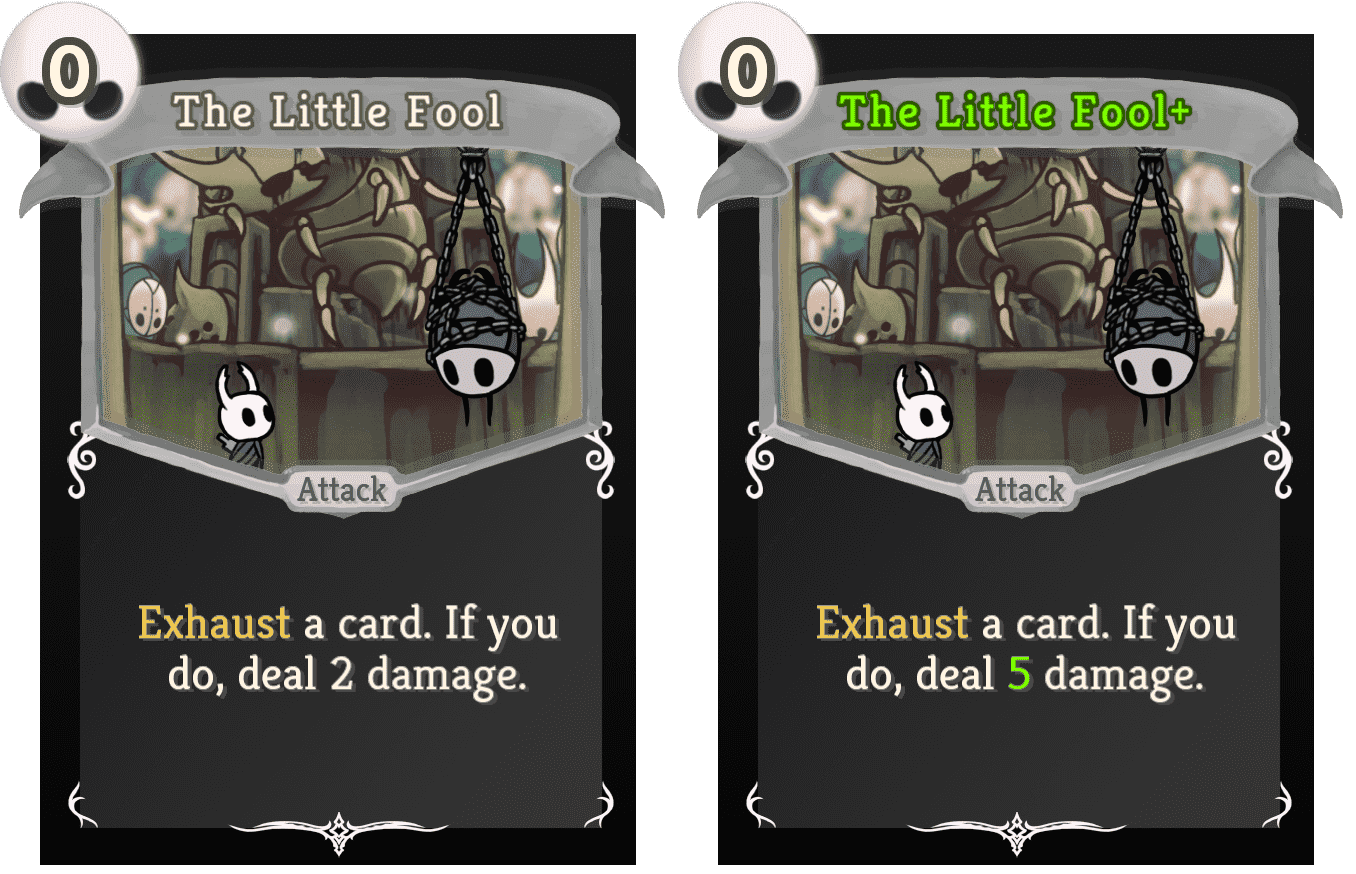 0
The Little Fool
Attack
Exhaust a card. If you
do, deal 2 damage.
0
The Little Fool+
Attack
Exhaust a card. If you
do, deal 5 damage.